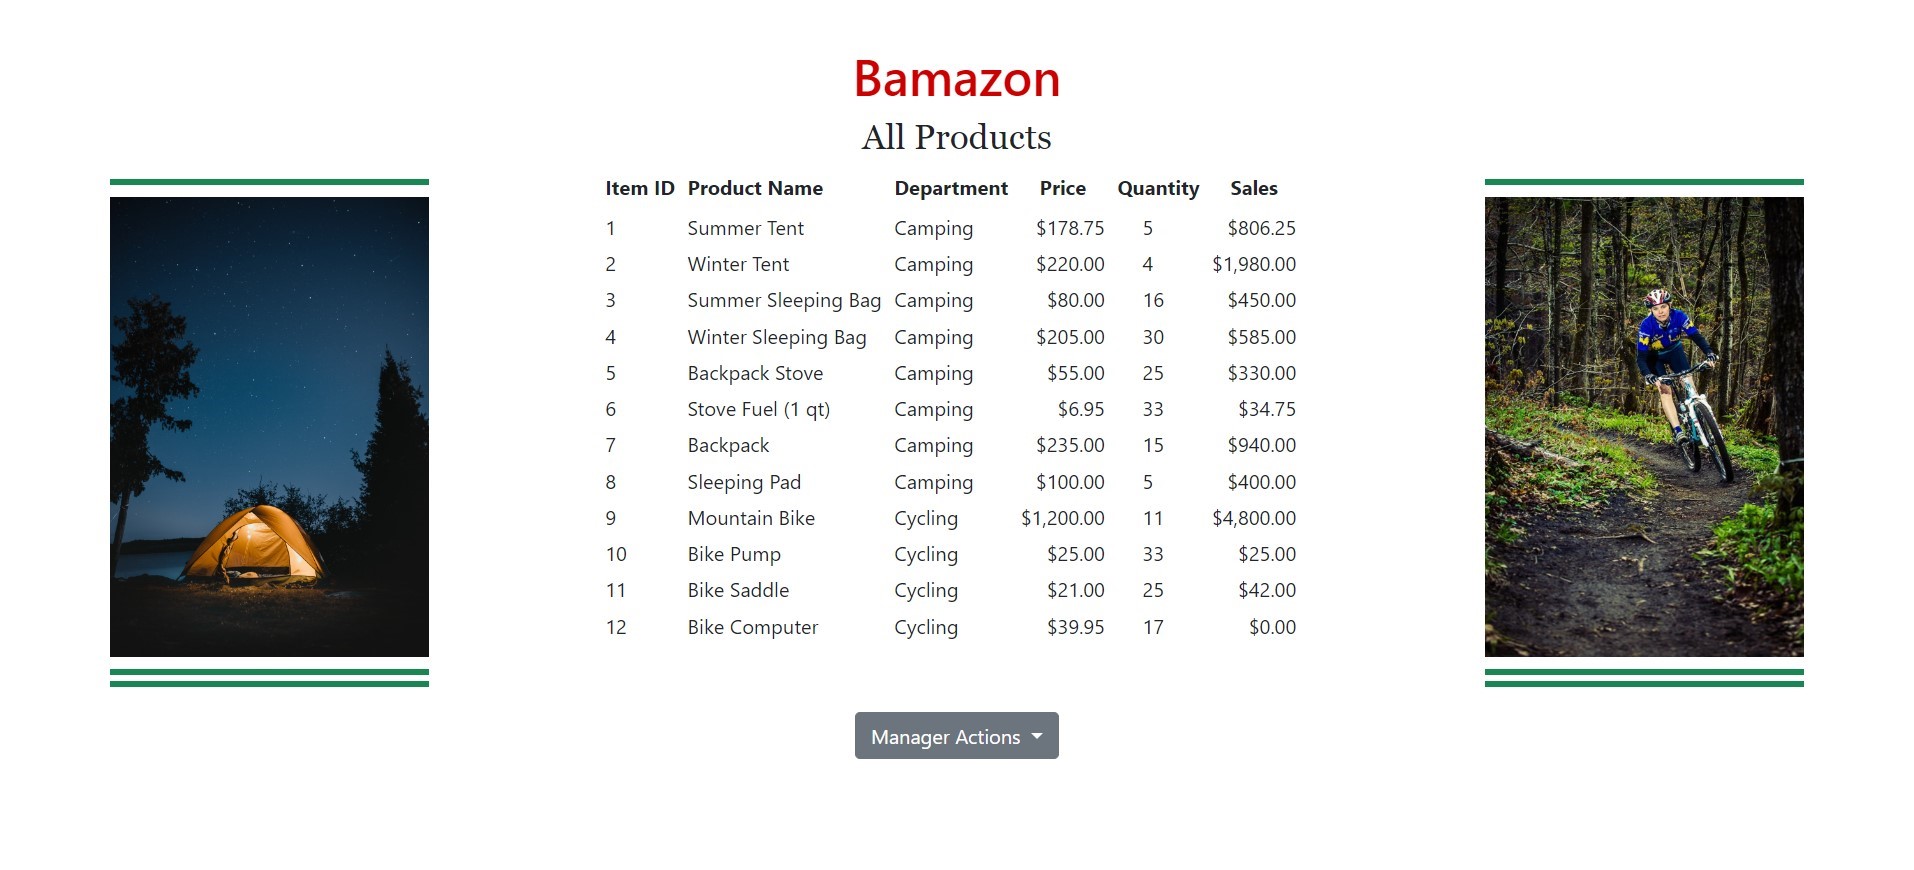 Bamazon
All Products
Item ID Product Name Department Price Quantity Sales
1 Summer Tent Camping $178.75 5 $806.25
2 Winter Tent Camping $220.00 4 $1,980.00
3 Summer Sleeping Bag Camping $80.00 16 $450.00
4 Winter Sleeping Bag Camping $205.00 30 $585.00
5 Backpack Stove Camping $55.00 25 $330.00
6 Stove Fuel (1 qt) Camping $6.95 33 $34.75
7 Backpack Camping $235.00 15 $940.00
8 Sleeping Pad Camping $100.00 5 $400.00
9 Mountain Bike Cycling $1,200.00 11 $4,800.00
10 Bike Pump Cycling $25.00 33 $25.00
11 Bike Saddle Cycling $21.00 25 $42.00
12 Bike Computer Cycling $39.95 17 $0.00
Manager Actions